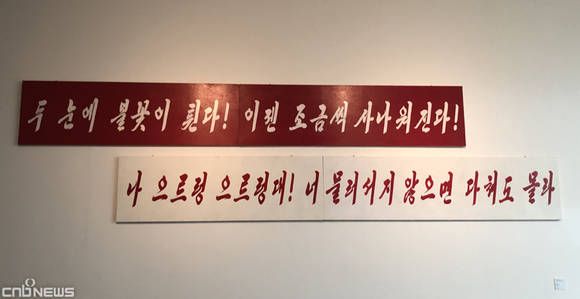 두 눈에 불꽃이 튄다! 이젠 조금씩 사나워진다!
나 으르렁 으르렁대! 너 물러서지 않으면 다쳐도 몰라
CNBNEWS